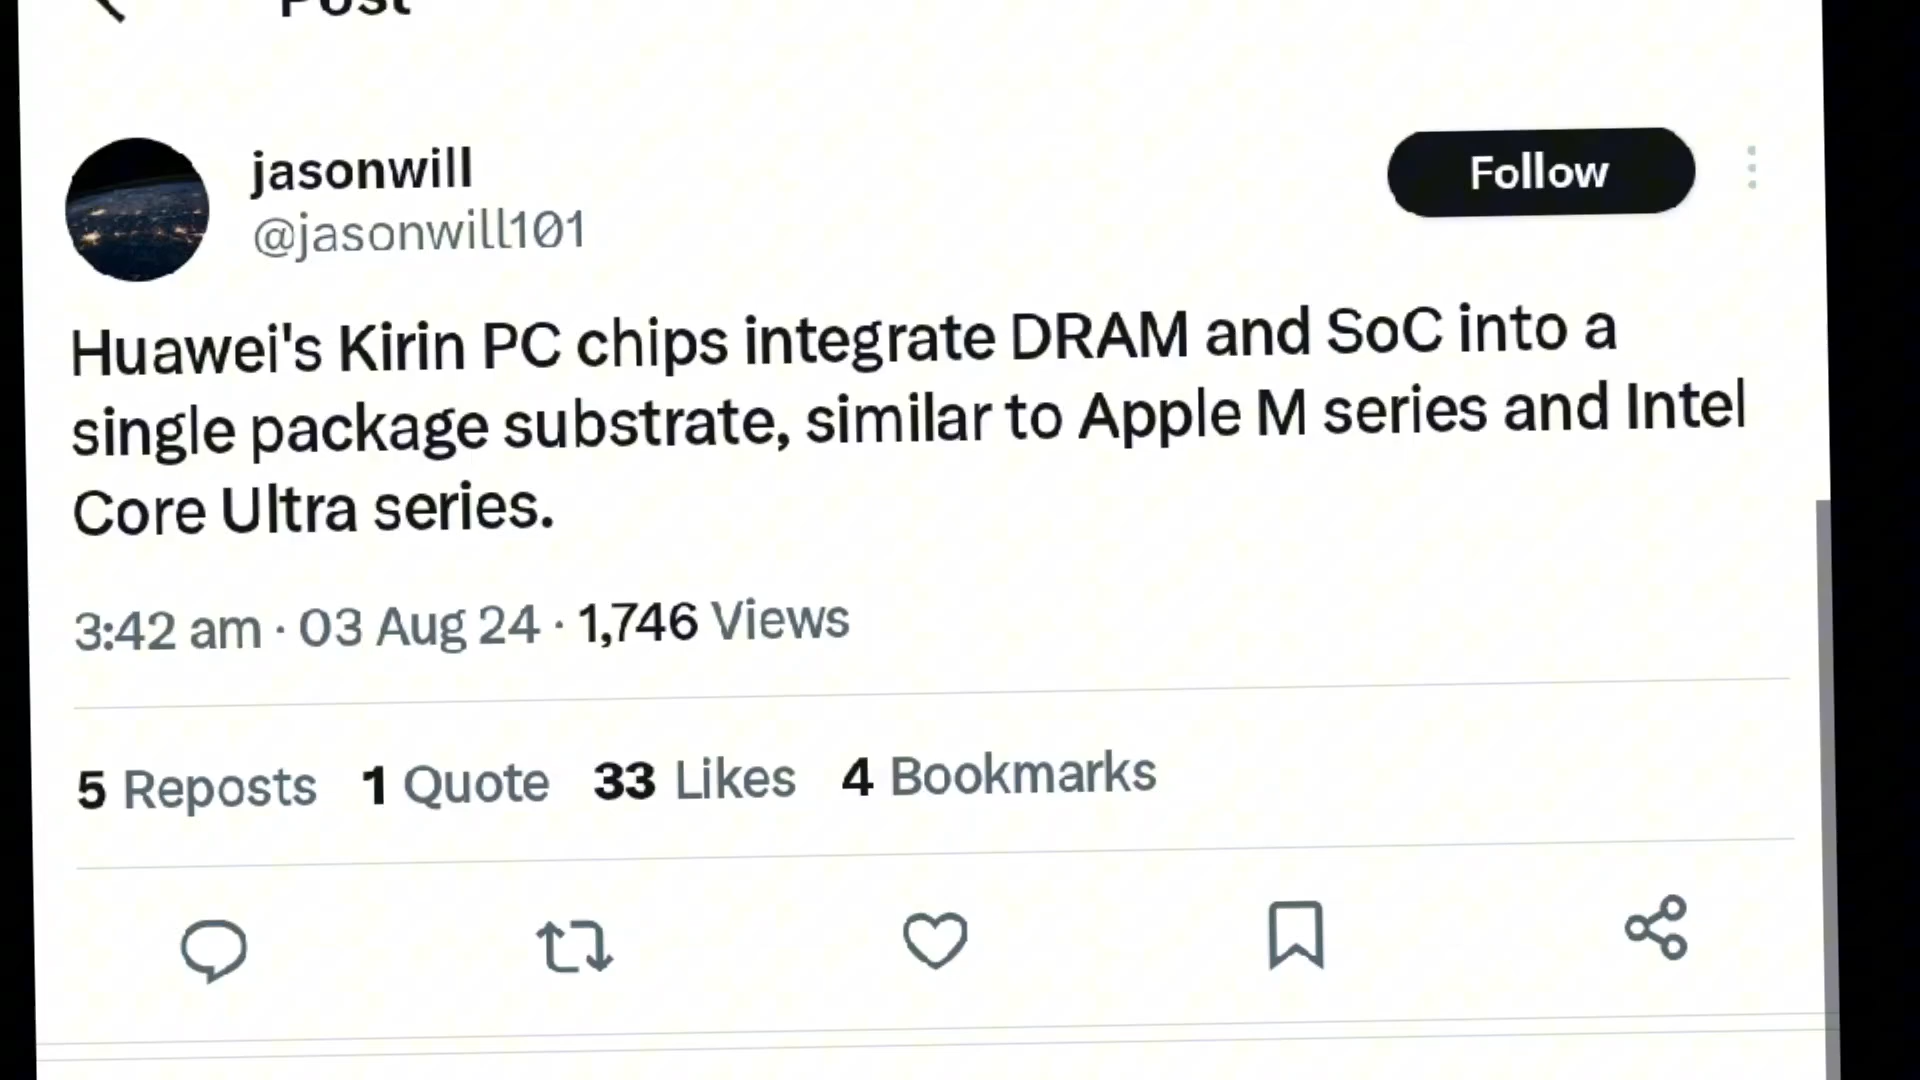 Post
jasonwill
@jasonwill101
Follow
Huawei's Kirin PC chips integrate DRAM and SoC into a
single package substrate, similar to Apple M series and Intel
Core Ultra series.
3:42 am · 03 Aug 24 · 1,746 Views
5 Reposts 1 Quote 33 Likes 4 Bookmarks